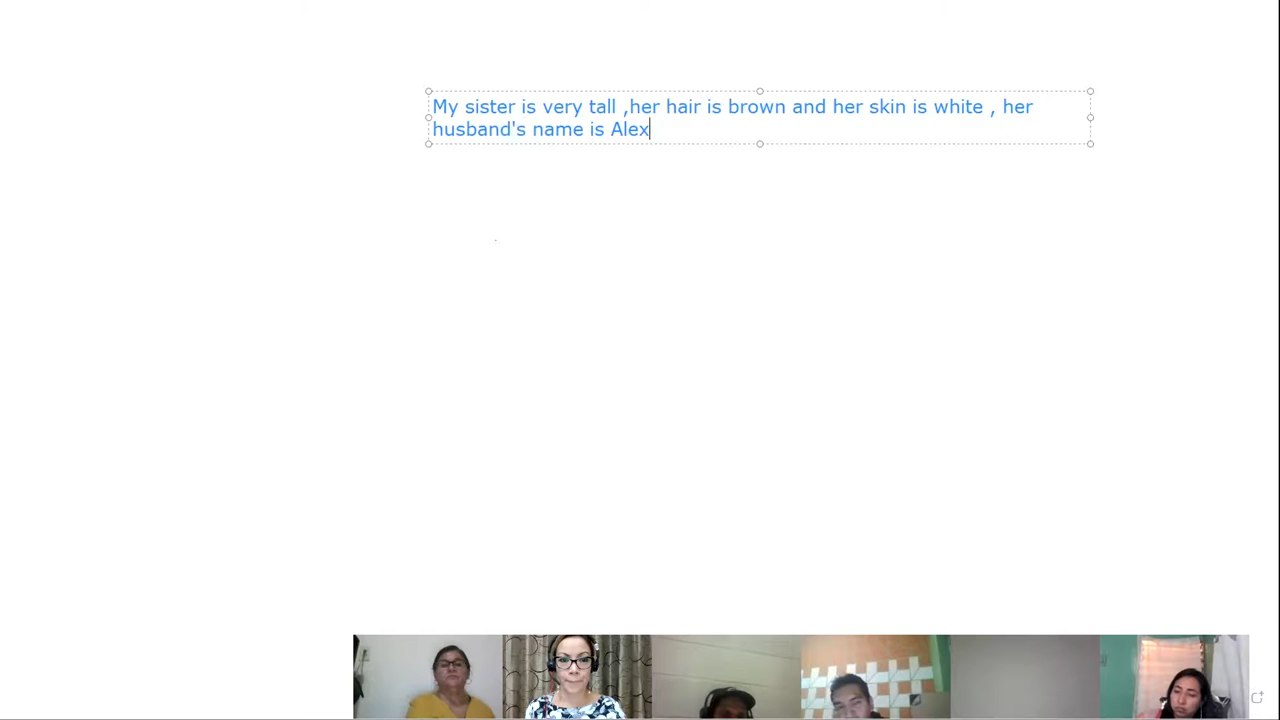 My sister is very tall ,her hair is brown and her skin is white , her
husband's name is Alex